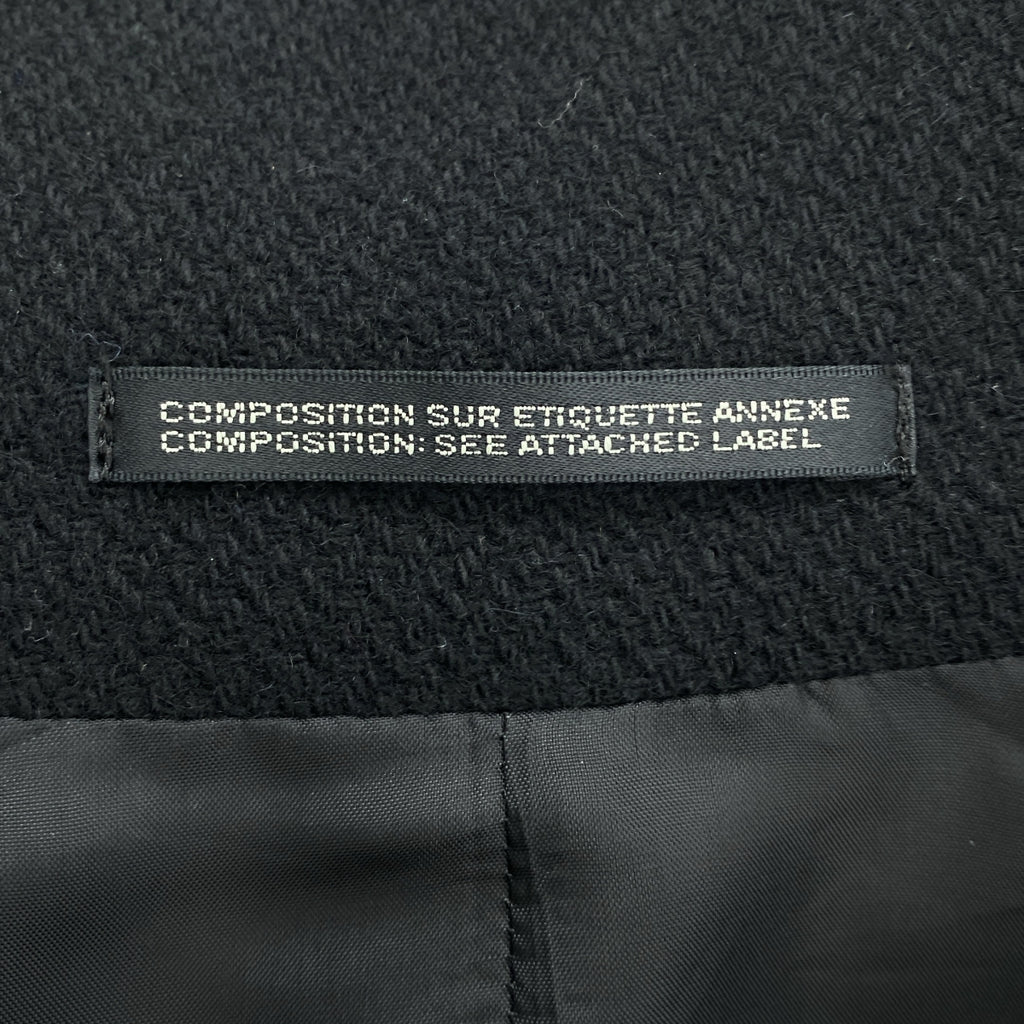 COMPOSITION SUR ETIQUETTE ANNEXE
COMPOSITION: SEE ATTACHED LABEL